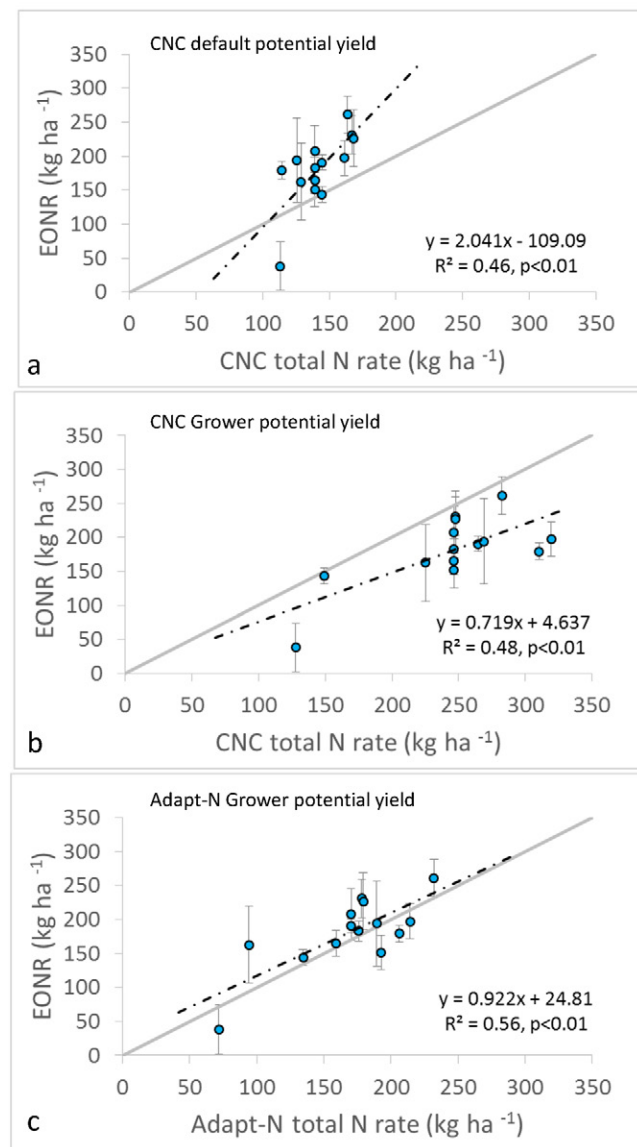 CNC default potential yield
350
300
250
200
150
100
50
0
EONR (kg ha ⁻¹)
y = 2.041x - 109.09
R² = 0.46, p<0.01
0 50 100 150 200 250 300 350
CNC total N rate (kg ha ⁻¹)
a
CNC Grower potential yield
350
300
250
200
150
100
50
0
EONR (kg ha ⁻¹)
y = 0.719x + 4.637
R² = 0.48, p<0.01
0 50 100 150 200 250 300 350
CNC total N rate (kg ha ⁻¹)
b
Adapt-N Grower potential yield
350
300
250
200
150
100
50
0
EONR (kg ha ⁻¹)
y = 0.922x + 24.81
R² = 0.56, p<0.01
0 50 100 150 200 250 300 350
Adapt-N total N rate (kg ha ⁻¹)
c